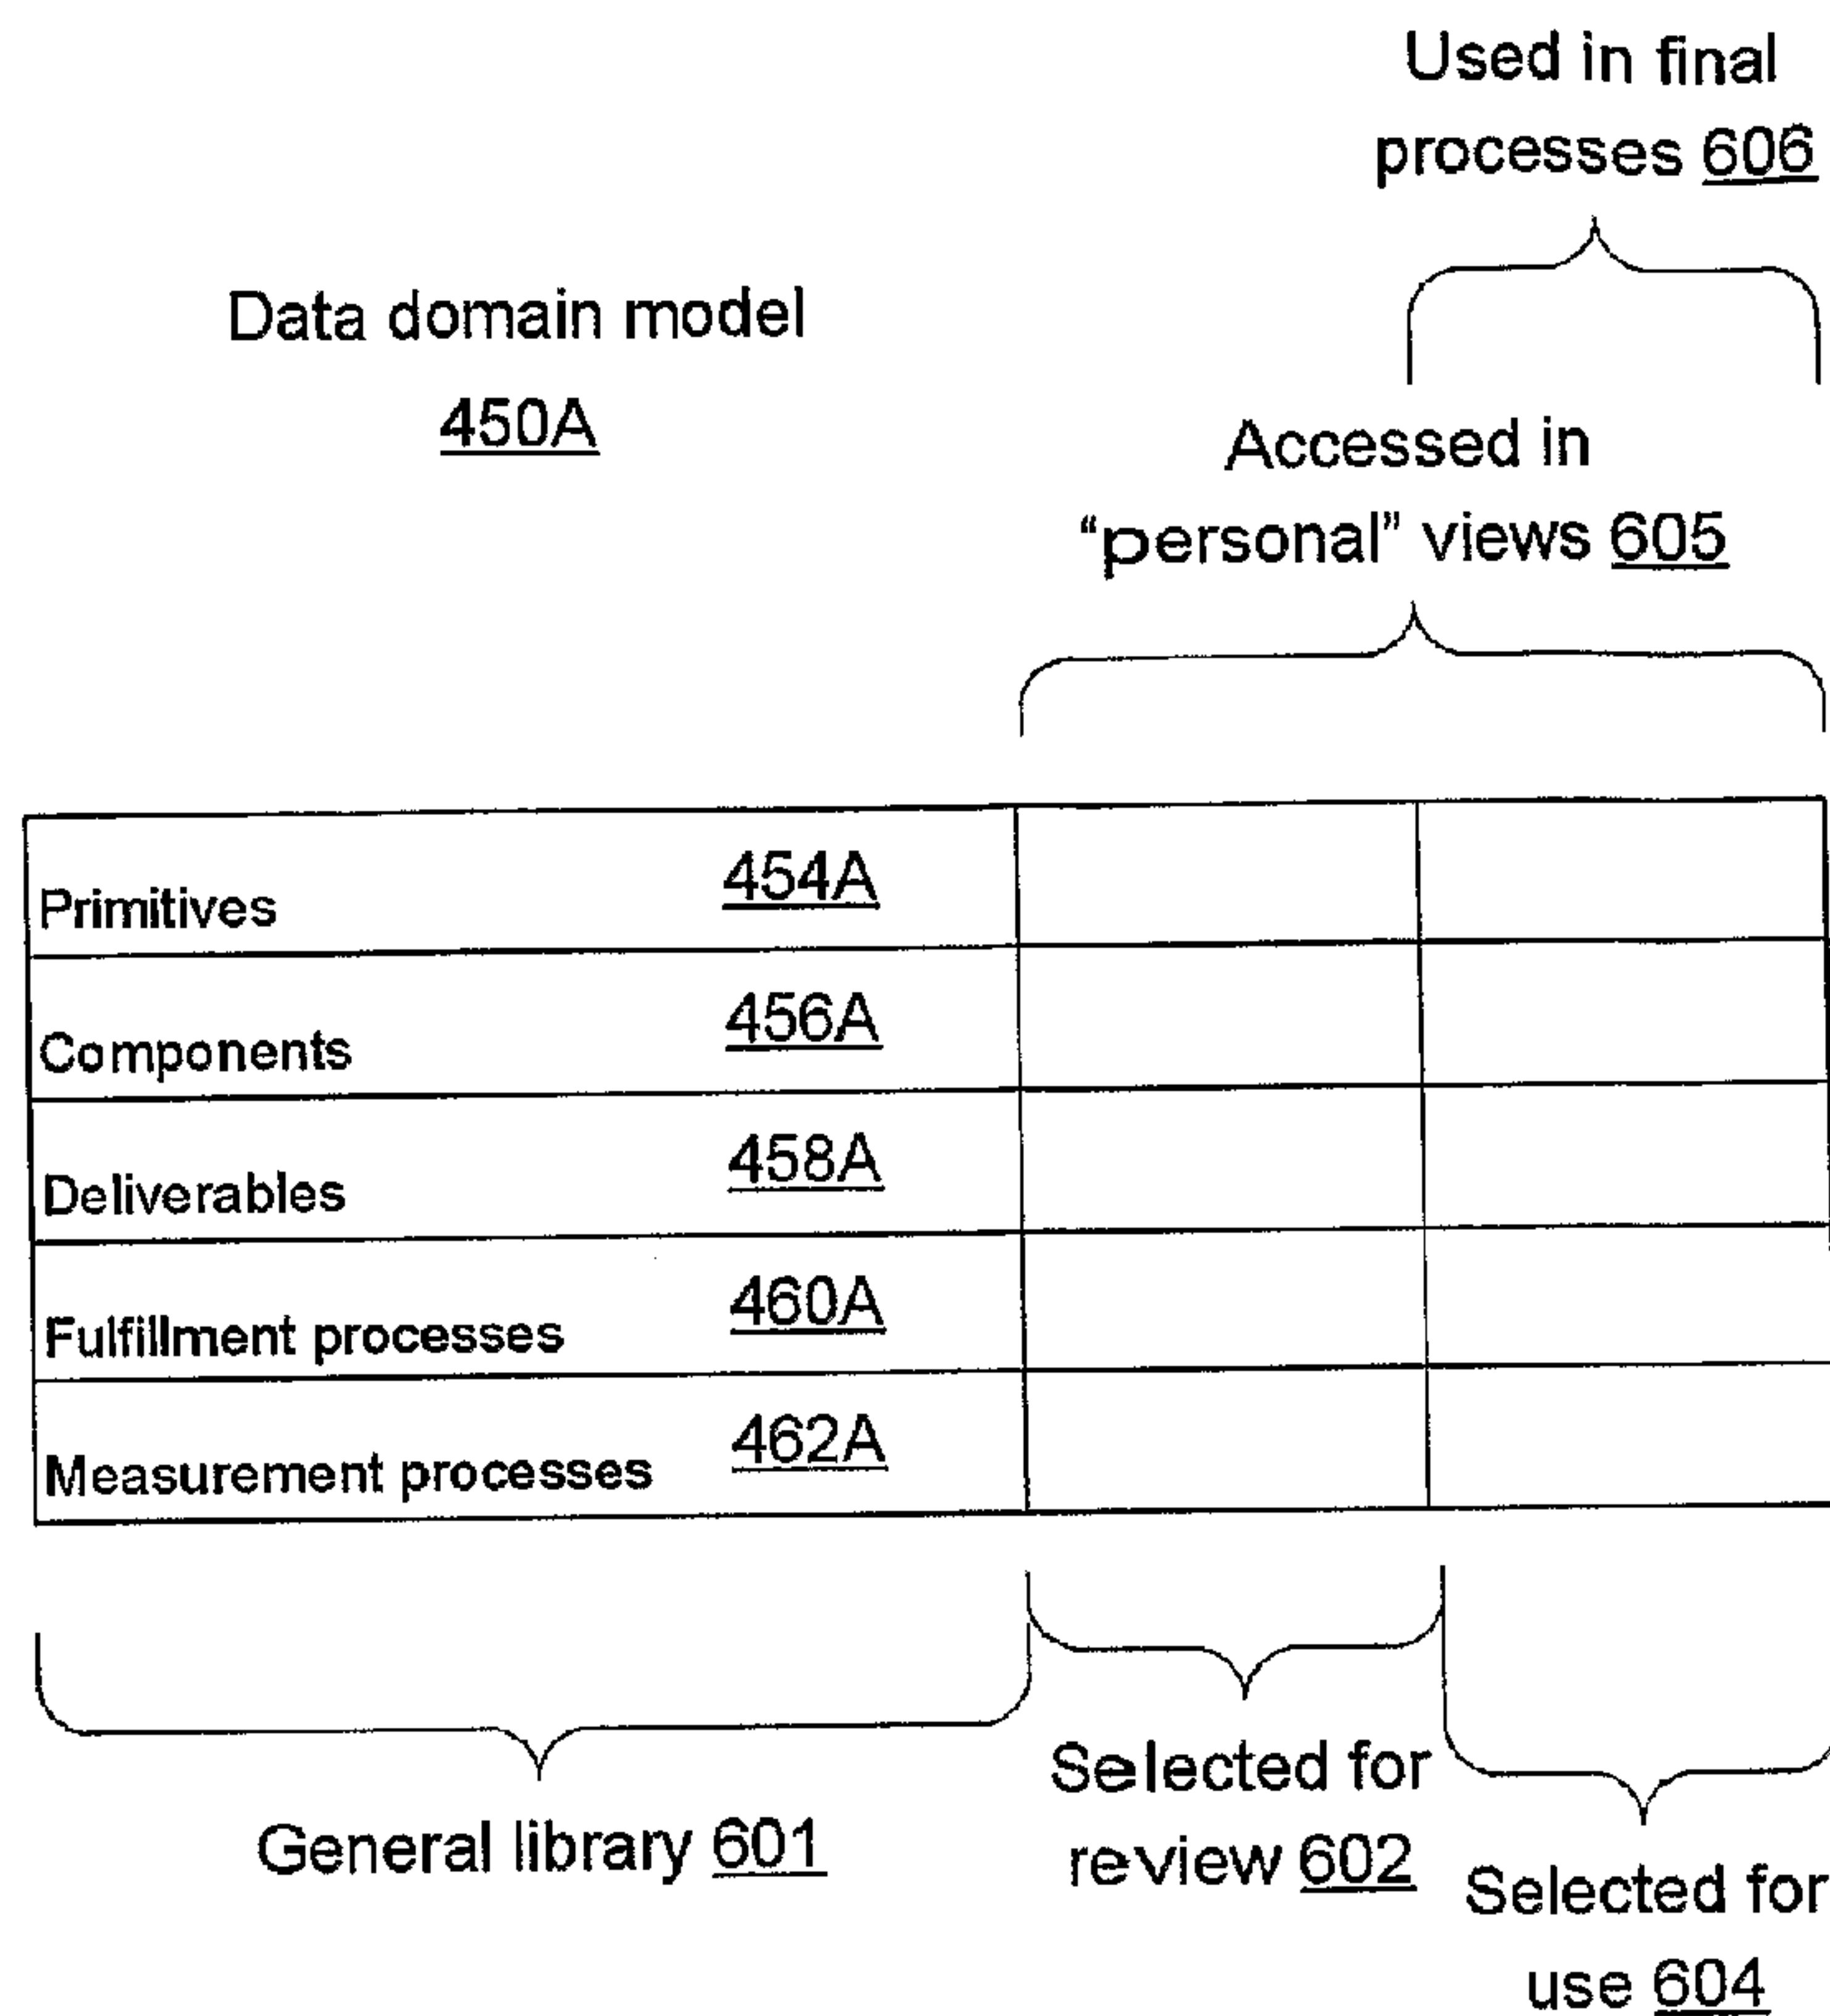 Used in final
processes 606
Data domain model
450A
Accessed in
“personal” views 605
Primitives 454A
Components 456A
Deliverables 458A
Fulfillment processes 460A
Measurement processes 462A
General library 601
Selected for
review 602
Selected for
use 604